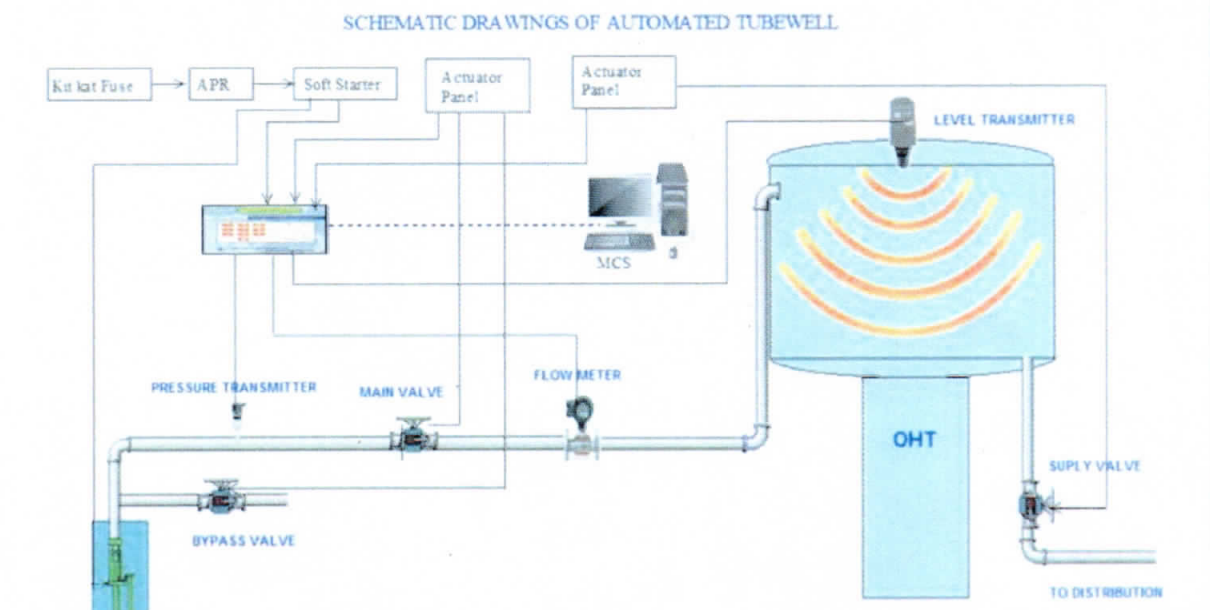 SCHEMATIC DRAWINGS OF AUTOMATED TUBEWELL
Kit kat Fuse
APR
Soft Starter
Actuator
Panel
Actuator
Panel
LEVEL TRANSMITTER
MCS
PRESSURE TRANSMITTER
MAIN VALVE
FLOW METER
OHT
SUPLY VALVE
BYPASS VALVE
TO DISTRIBUTION